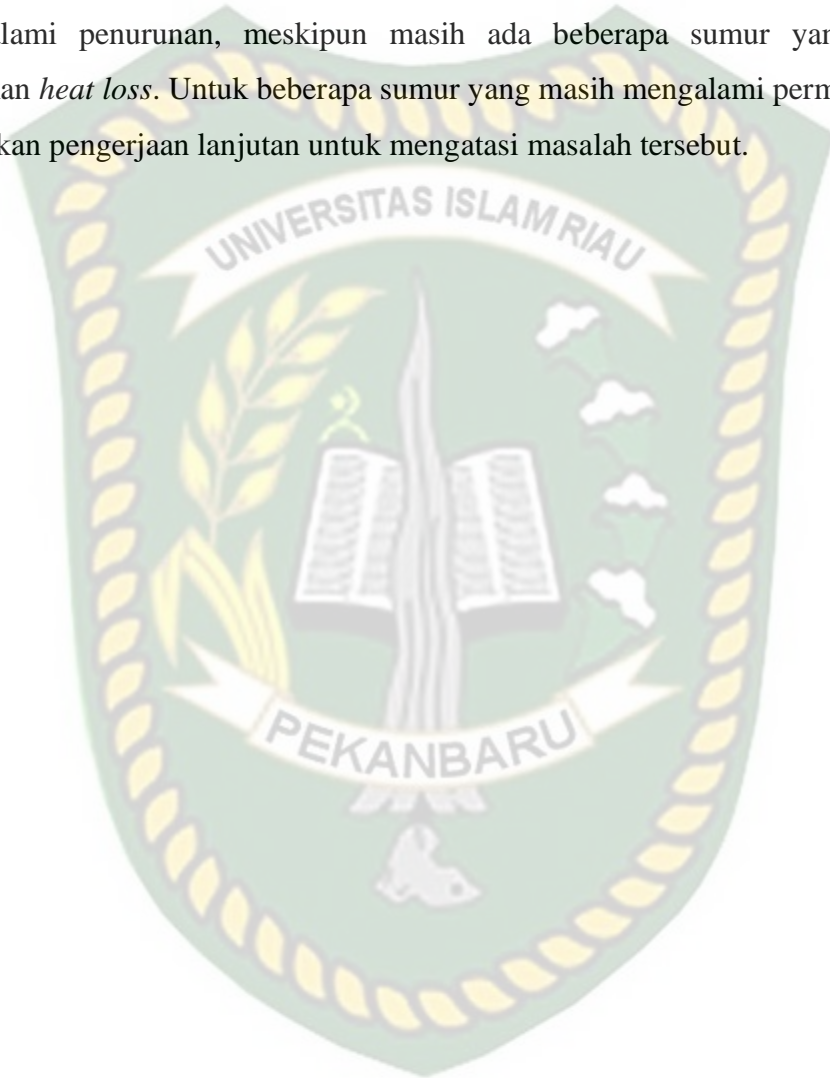 alami penurunan, meskipun masih ada beberapa sumur yan
an heat loss. Untuk beberapa sumur yang masih mengalami perm
kan pengerjaan lanjutan untuk mengatasi masalah tersebut.
UNIVERSITAS ISLAM RIAU
PEKANBARU